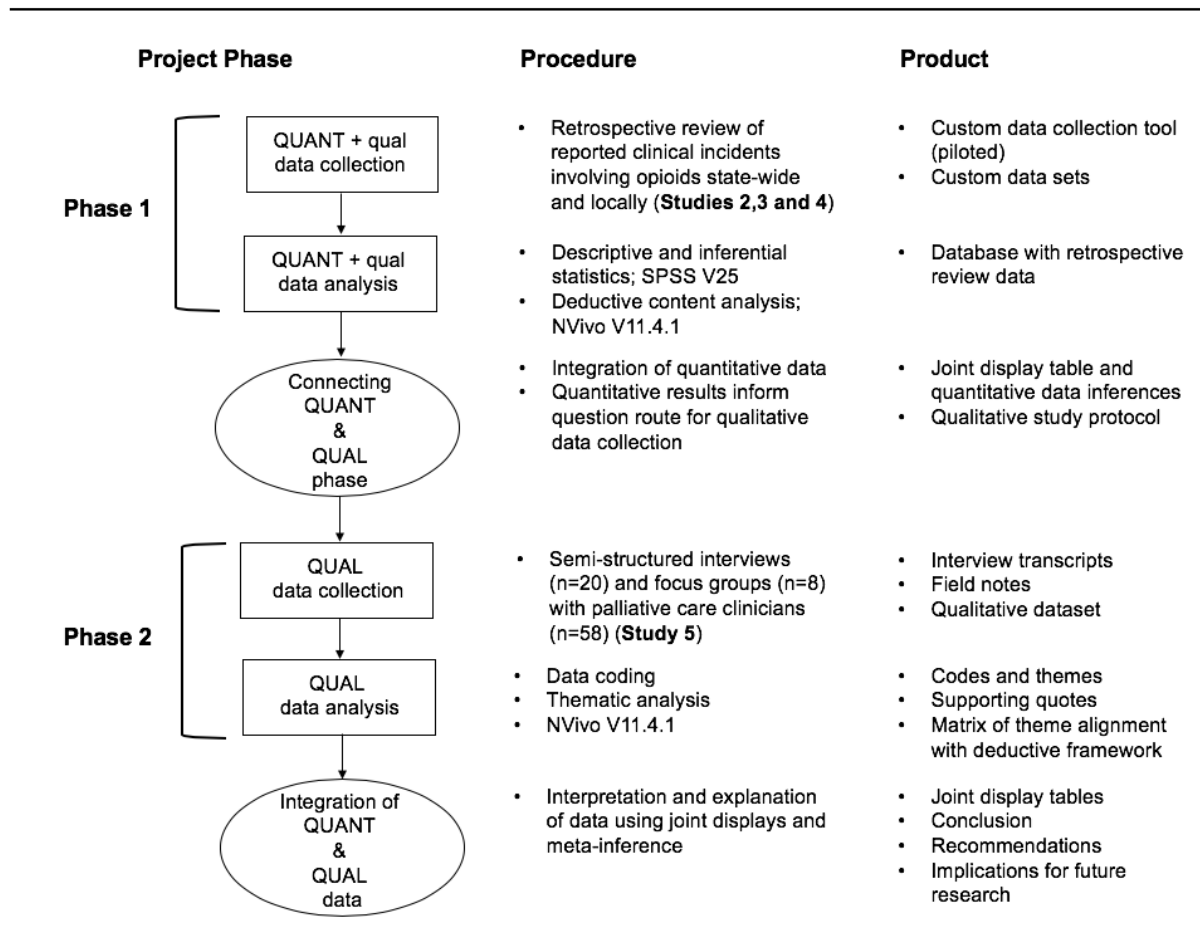 Project Phase
Procedure
Product
Phase 1
QUANT + qual
data collection
• Retrospective review of
reported clinical incidents
involving opioids state-wide
and locally (Studies 2,3 and 4)
• Custom data collection tool
(piloted)
• Custom data sets
QUANT + qual
data analysis
• Descriptive and inferential
statistics; SPSS V25
• Deductive content analysis;
NVivo V11.4.1
• Database with retrospective
review data
Connecting
QUANT
&
QUAL
phase
• Integration of quantitative data
• Quantitative results inform
question route for qualitative
data collection
• Joint display table and
quantitative data inferences
• Qualitative study protocol
Phase 2
QUAL
data collection
• Semi-structured interviews
(n=20) and focus groups (n=8)
with palliative care clinicians
(n=58) (Study 5)
• Interview transcripts
• Field notes
• Qualitative dataset
QUAL
data analysis
• Data coding
• Thematic analysis
• NVivo V11.4.1
• Codes and themes
• Supporting quotes
• Matrix of theme alignment
with deductive framework
Integration of
QUANT
&
QUAL
data
• Interpretation and explanation
of data using joint displays and
meta-inference
• Joint display tables
• Conclusion
• Recommendations
• Implications for future
research